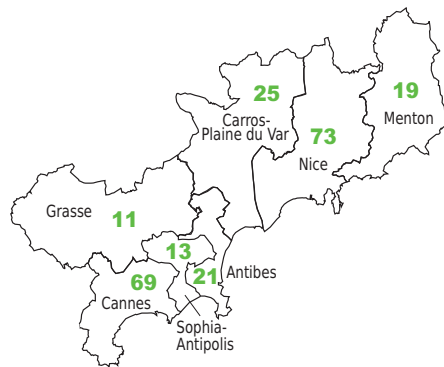 25
Carros-
Plaine du Var
73
Nice
19
Menton
Grasse
11
13
69
Cannes
21
Antibes
Sophia-
Antipolis